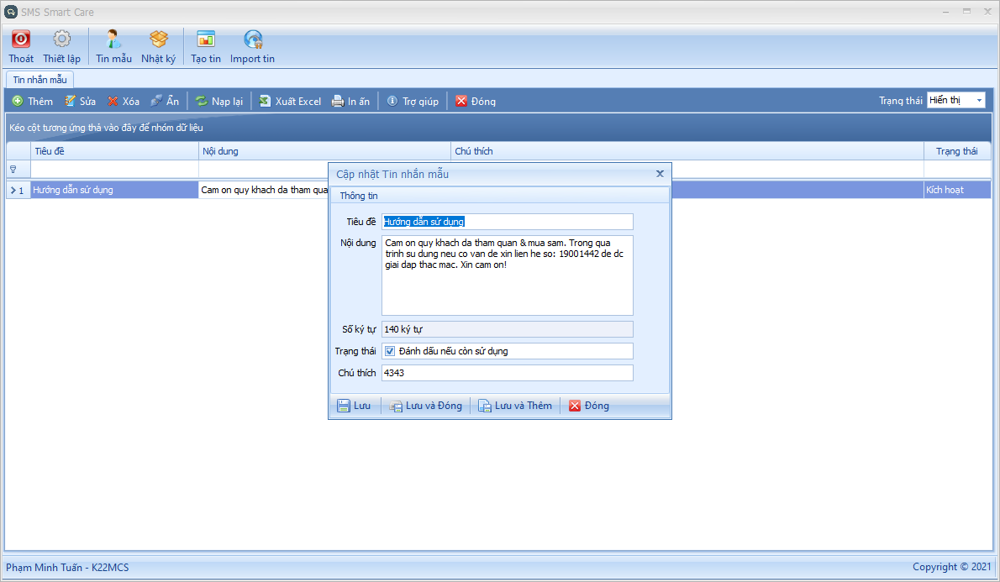 SMS Smart Care
Thoát Thiết lập Tin mẫu Nhật ký Tạo tin Import tin
Tin nhắn mẫu
Thêm Sửa Xóa Ẩn Nạp lại Xuất Excel In ấn Trợ giúp Đóng Trạng thái Hiển thị
Kéo cột tương ứng thả vào đây để nhóm dữ liệu
Tiêu đề Nội dung Chú thích Trạng thái
1 Hướng dẫn sử dụng Cam on quy khach da tham qua Kích hoạt
Cập nhật Tin nhắn mẫu
Thông tin
Tiêu đề Hướng dẫn sử dụng
Nội dung Cam on quy khach da tham quan & mua sam. Trong qua
trinh su dung neu co van de xin lien he so: 19001442 de dc
giai dap thac mac. Xin cam on!
Số ký tự 140 ký tự
Trạng thái Đánh dấu nếu còn sử dụng
Chú thích 4343
Lưu Lưu và Đóng Lưu và Thêm Đóng
Phạm Minh Tuấn - K22MCS Copyright © 2021